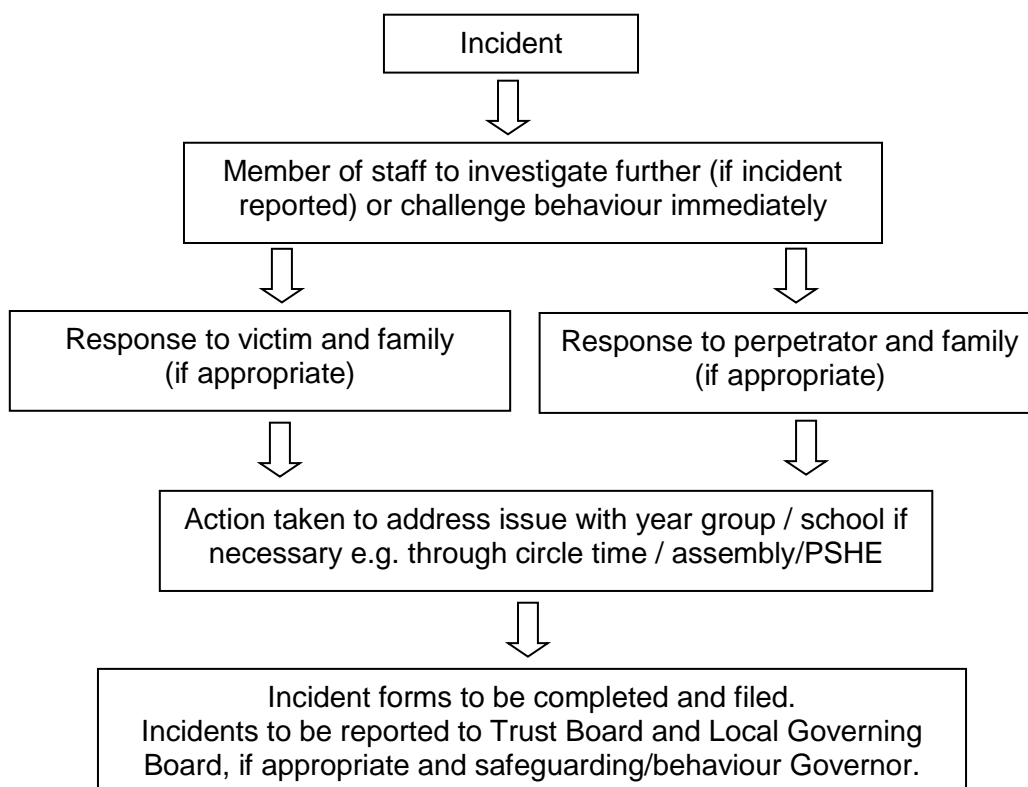 Incident
Member of staff to investigate further (if incident
reported) or challenge behaviour immediately
Response to victim and family
(if appropriate)
Response to perpetrator and family
(if appropriate)
Action taken to address issue with year group / school if
necessary e.g. through circle time / assembly/PSHE
Incident forms to be completed and filed.
Incidents to be reported to Trust Board and Local Governing
Board, if appropriate and safeguarding/behaviour Governor.